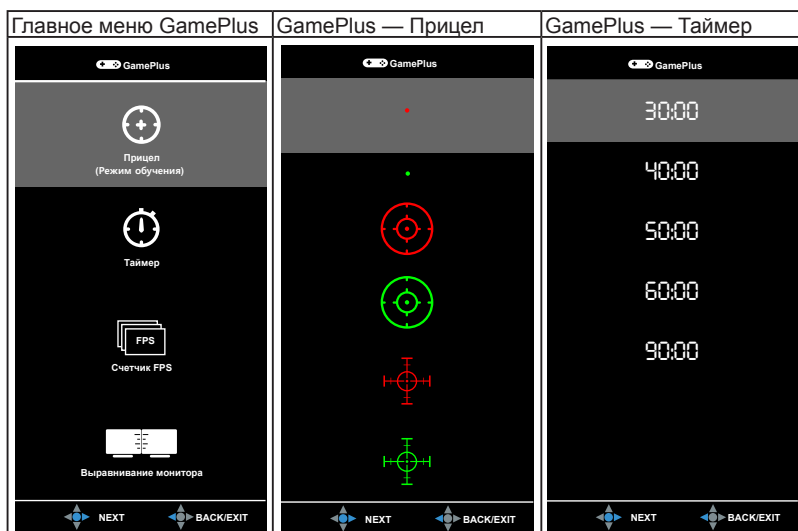 Главное меню GamePlus
GamePlus — Прицел
GamePlus — Таймер
GamePlus
Прицел
(Режим обучения)
Таймер
FPS
Счетчик FPS
Выравнивание монитора
NEXT
BACK/EXIT
GamePlus
NEXT
BACK/EXIT
GamePlus
30:00
40:00
50:00
60:00
90:00
NEXT
BACK/EXIT